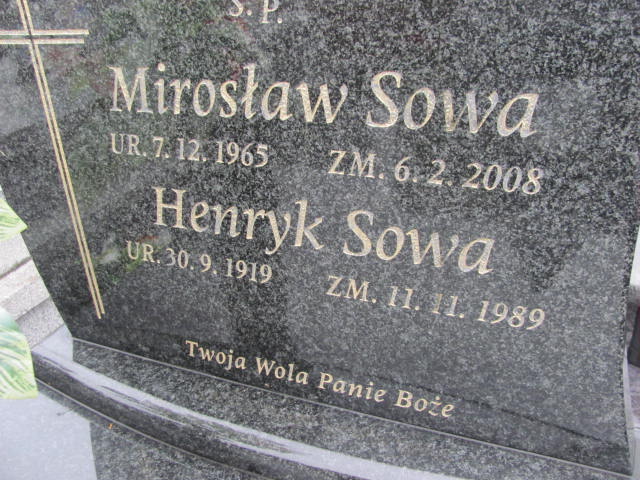 Ś. P.
Mirosław Sowa
UR. 7. 12. 1965 ZM. 6. 2. 2008
Henryk Sowa
UR. 30. 9. 1919 ZM. 11. 11. 1989
Twoja Wola Panie Boże